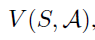 V(S, 𝒜),